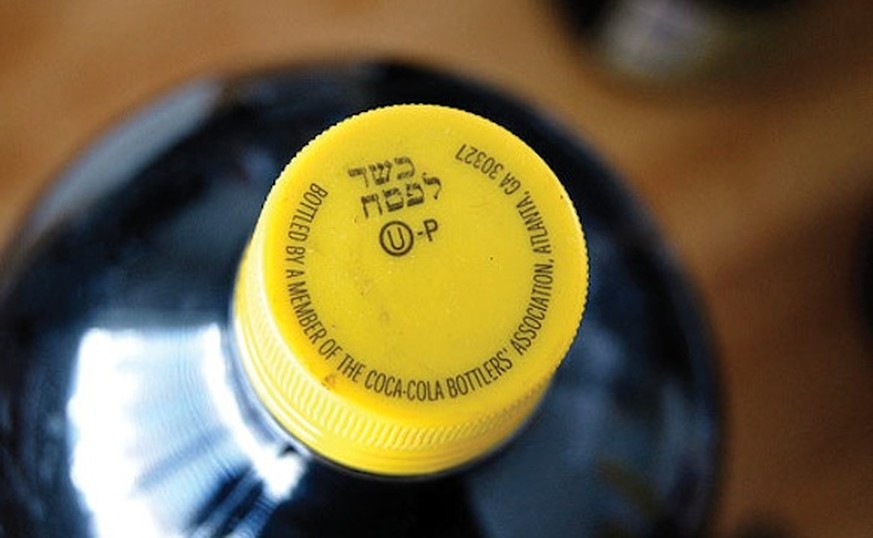 כשר
לפסח
Ⓤ-P
BOTTLED BY A MEMBER OF THE COCA-COLA BOTTLERS' ASSOCIATION, ATLANTA, GA 30327